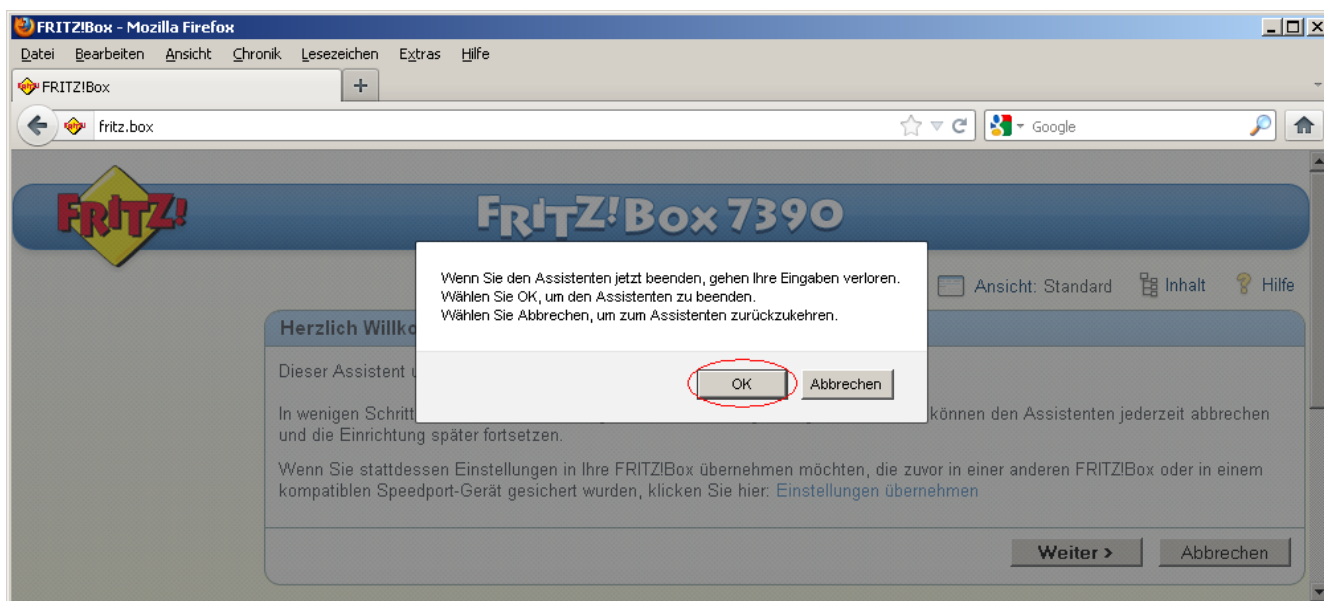 FRITZ!Box - Mozilla Firefox
Datei Bearbeiten Ansicht Chronik Lesezeichen Extras Hilfe
FRITZ!Box
fritz.box
Google
FRITZ!
FRITZ!Box 7390
Wenn Sie den Assistenten jetzt beenden, gehen Ihre Eingaben verloren.
Wählen Sie OK, um den Assistenten zu beenden.
Wählen Sie Abbrechen, um zum Assistenten zurückzukehren.
OK Abbrechen
Ansicht: Standard Inhalt Hilfe
Herzlich
Dieser Assistent
In wenigen können den Assistenten jederzeit abbrechen
und die Einrichtung später fortsetzen.
Wenn Sie stattdessen Einstellungen in Ihre FRITZ!Box übernehmen möchten, die zuvor in einer anderen FRITZ!Box oder in einem
kompatiblen Speedport-Gerät gesichert wurden, klicken Sie hier: Einstellungen übernehmen
Weiter > Abbrechen